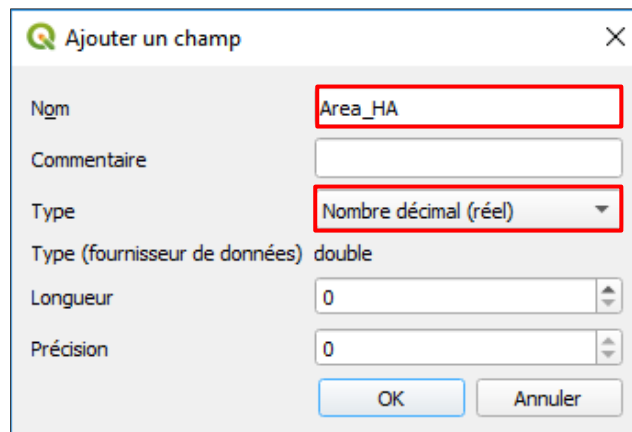 Ajouter un champ
Nom Area_HA
Commentaire
Type Nombre décimal (réel)
Type (fournisseur de données) double
Longueur 0
Précision 0
OK Annuler